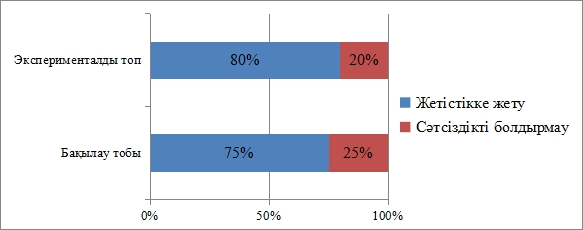 Эксперименталды топ
80%
20%
Бақылау тобы
75%
25%
0%
50%
100%
Жетістікке жету
Сәтсіздікті болдырмау